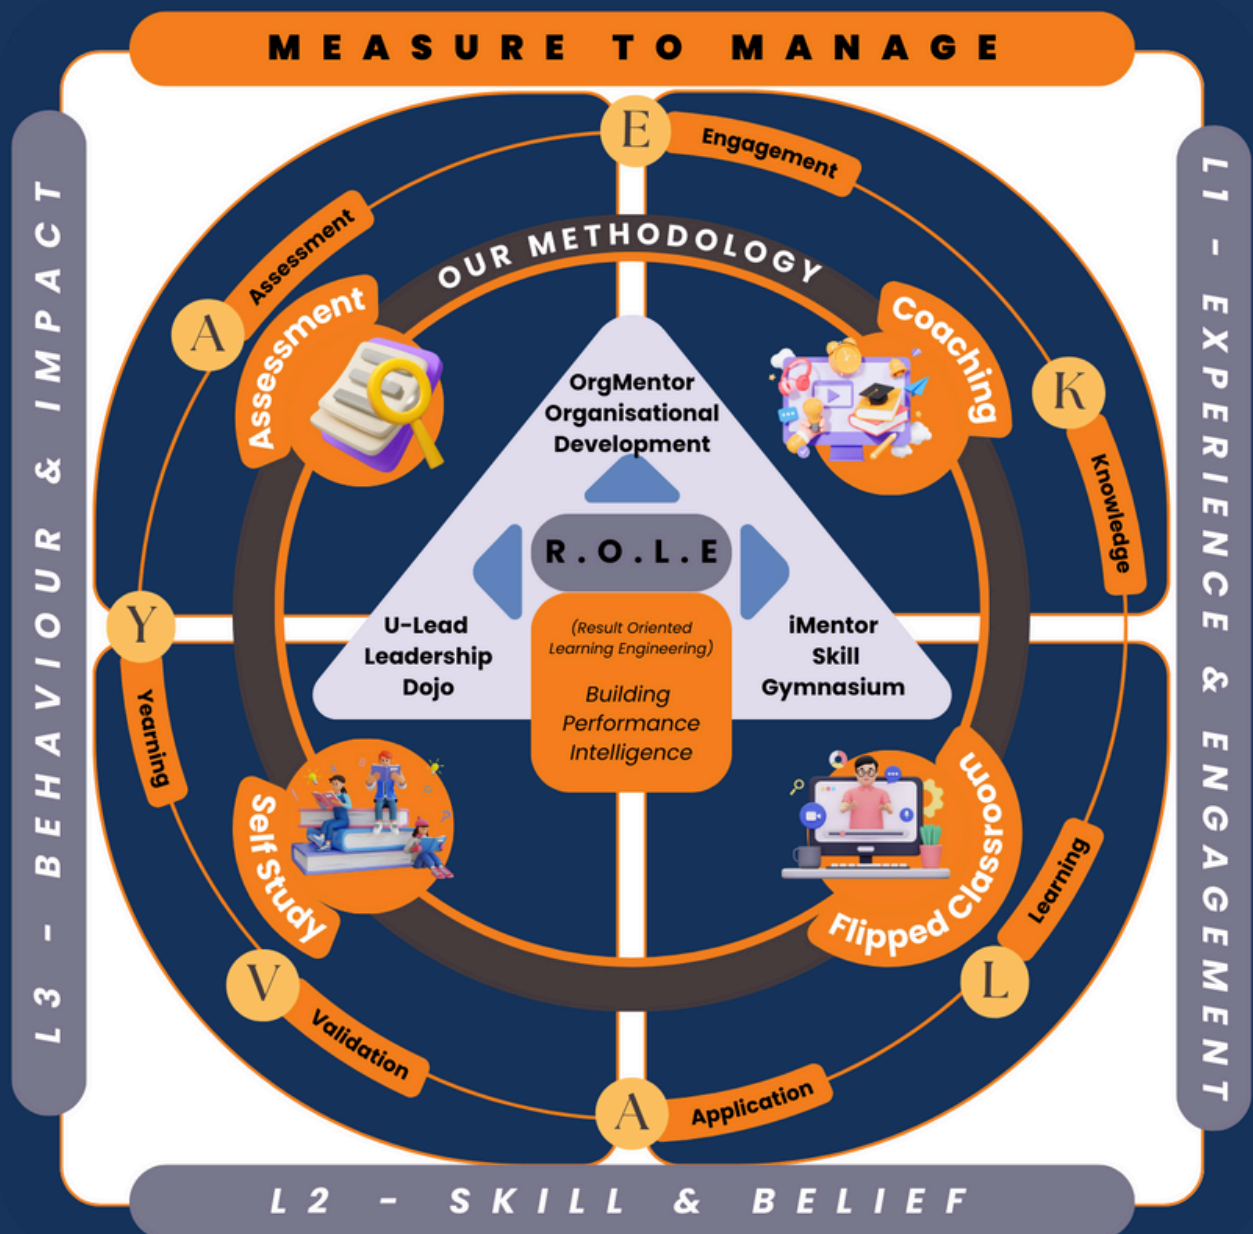 MEASURE TO MANAGE
E
Engagement
Assessment
A
OUR METHODOLOGY
Assessment
Coaching
K
Knowledge
L3 - BEHAVIOUR & IMPACT
L1 - EXPERIENCE & ENGAGEMENT
OrgMentor
Organisational
Development
R.O.L.E
(Result Oriented
Learning Engineering)
Building
Performance
Intelligence
U-Lead
Leadership
Dojo
iMentor
Skill
Gymnasium
Y
Yearning
Self Study
Flipped Classroom
Learning
L
V
Validation
A
Application
L2 - SKILL & BELIEF